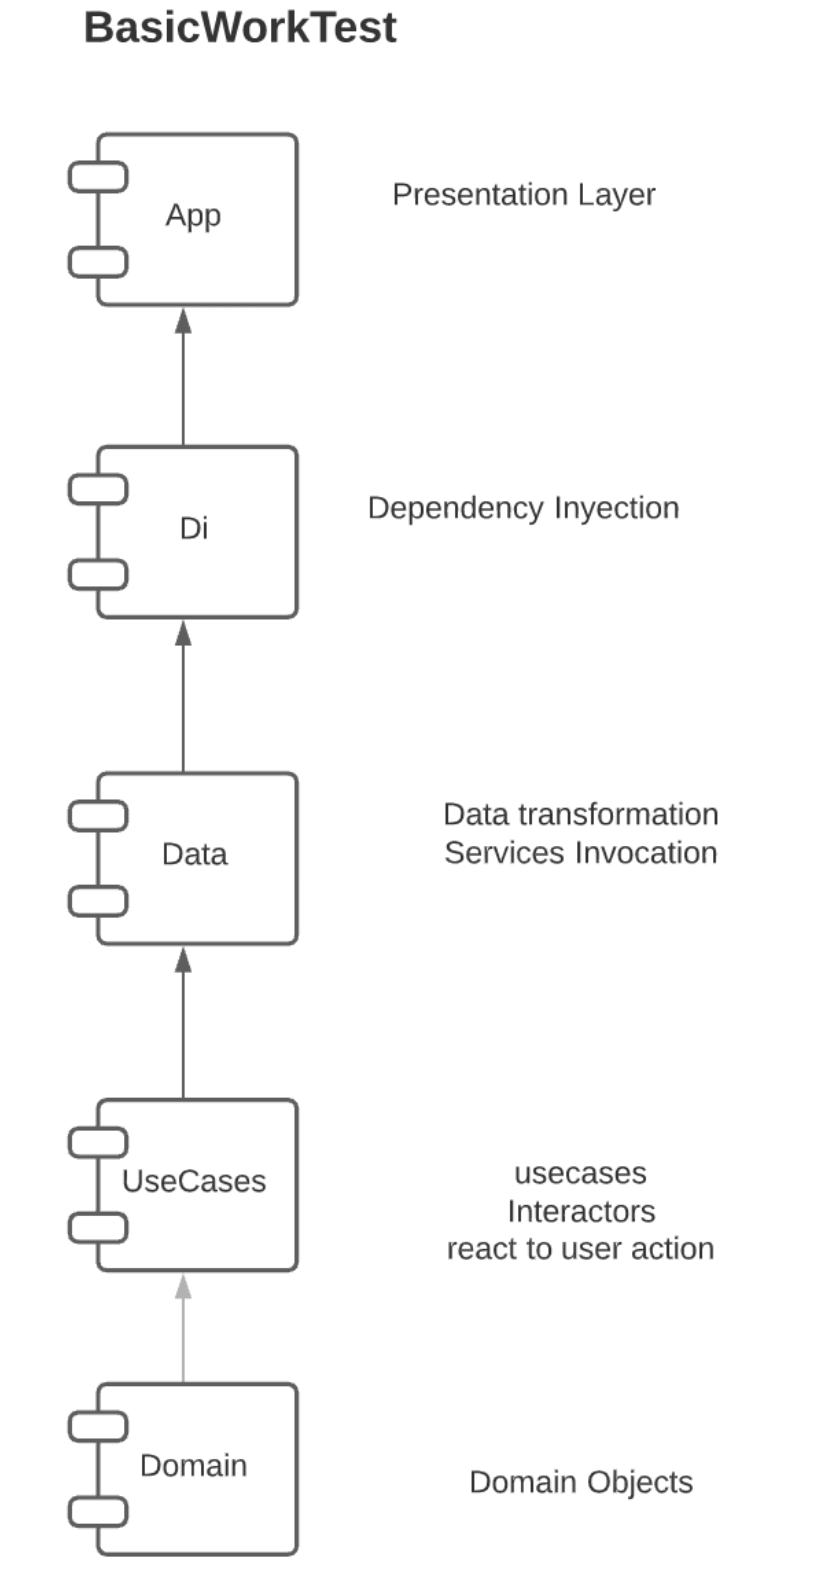 BasicWorkTest
App
Presentation Layer
Di
Dependency Inyection
Data
Data transformation
Services Invocation
UseCases
usecases
Interactors
react to user action
Domain
Domain Objects